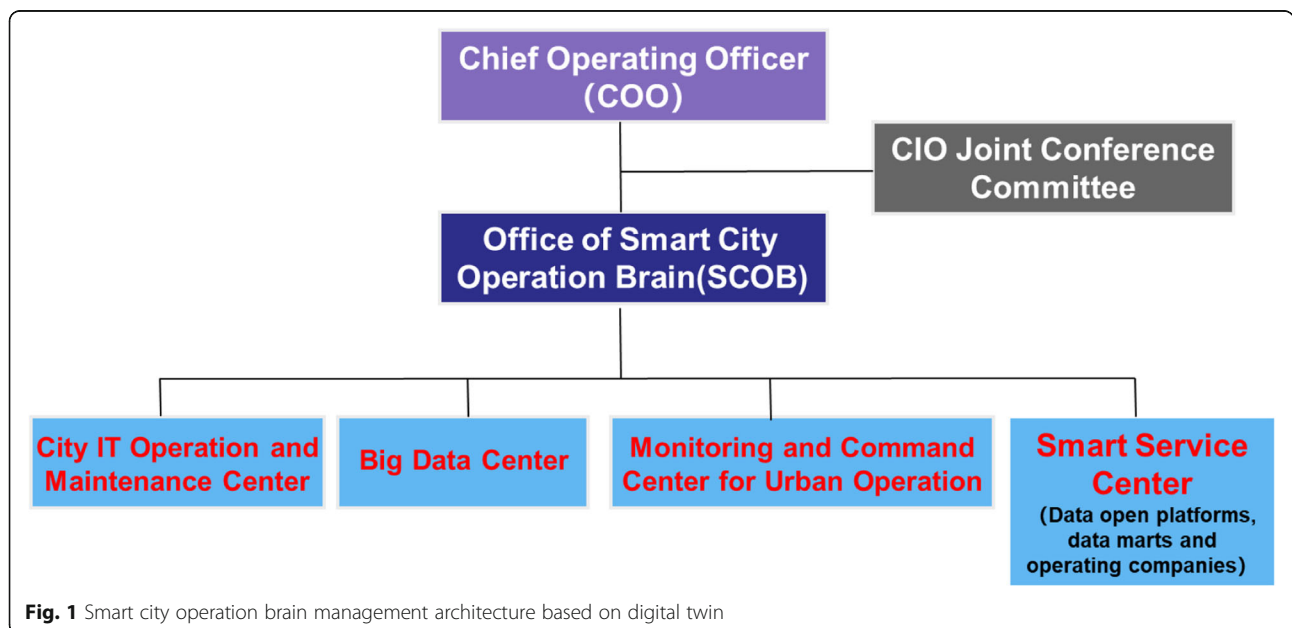 Chief Operating Officer
(COO)
CIO Joint Conference
Committee
Office of Smart City
Operation Brain(SCOB)
City IT Operation and
Maintenance Center
Big Data Center
Monitoring and Command
Center for Urban Operation
Smart Service
Center
(Data open platforms,
data marts and
operating companies)
Fig. 1 Smart city operation brain management architecture based on digital twin